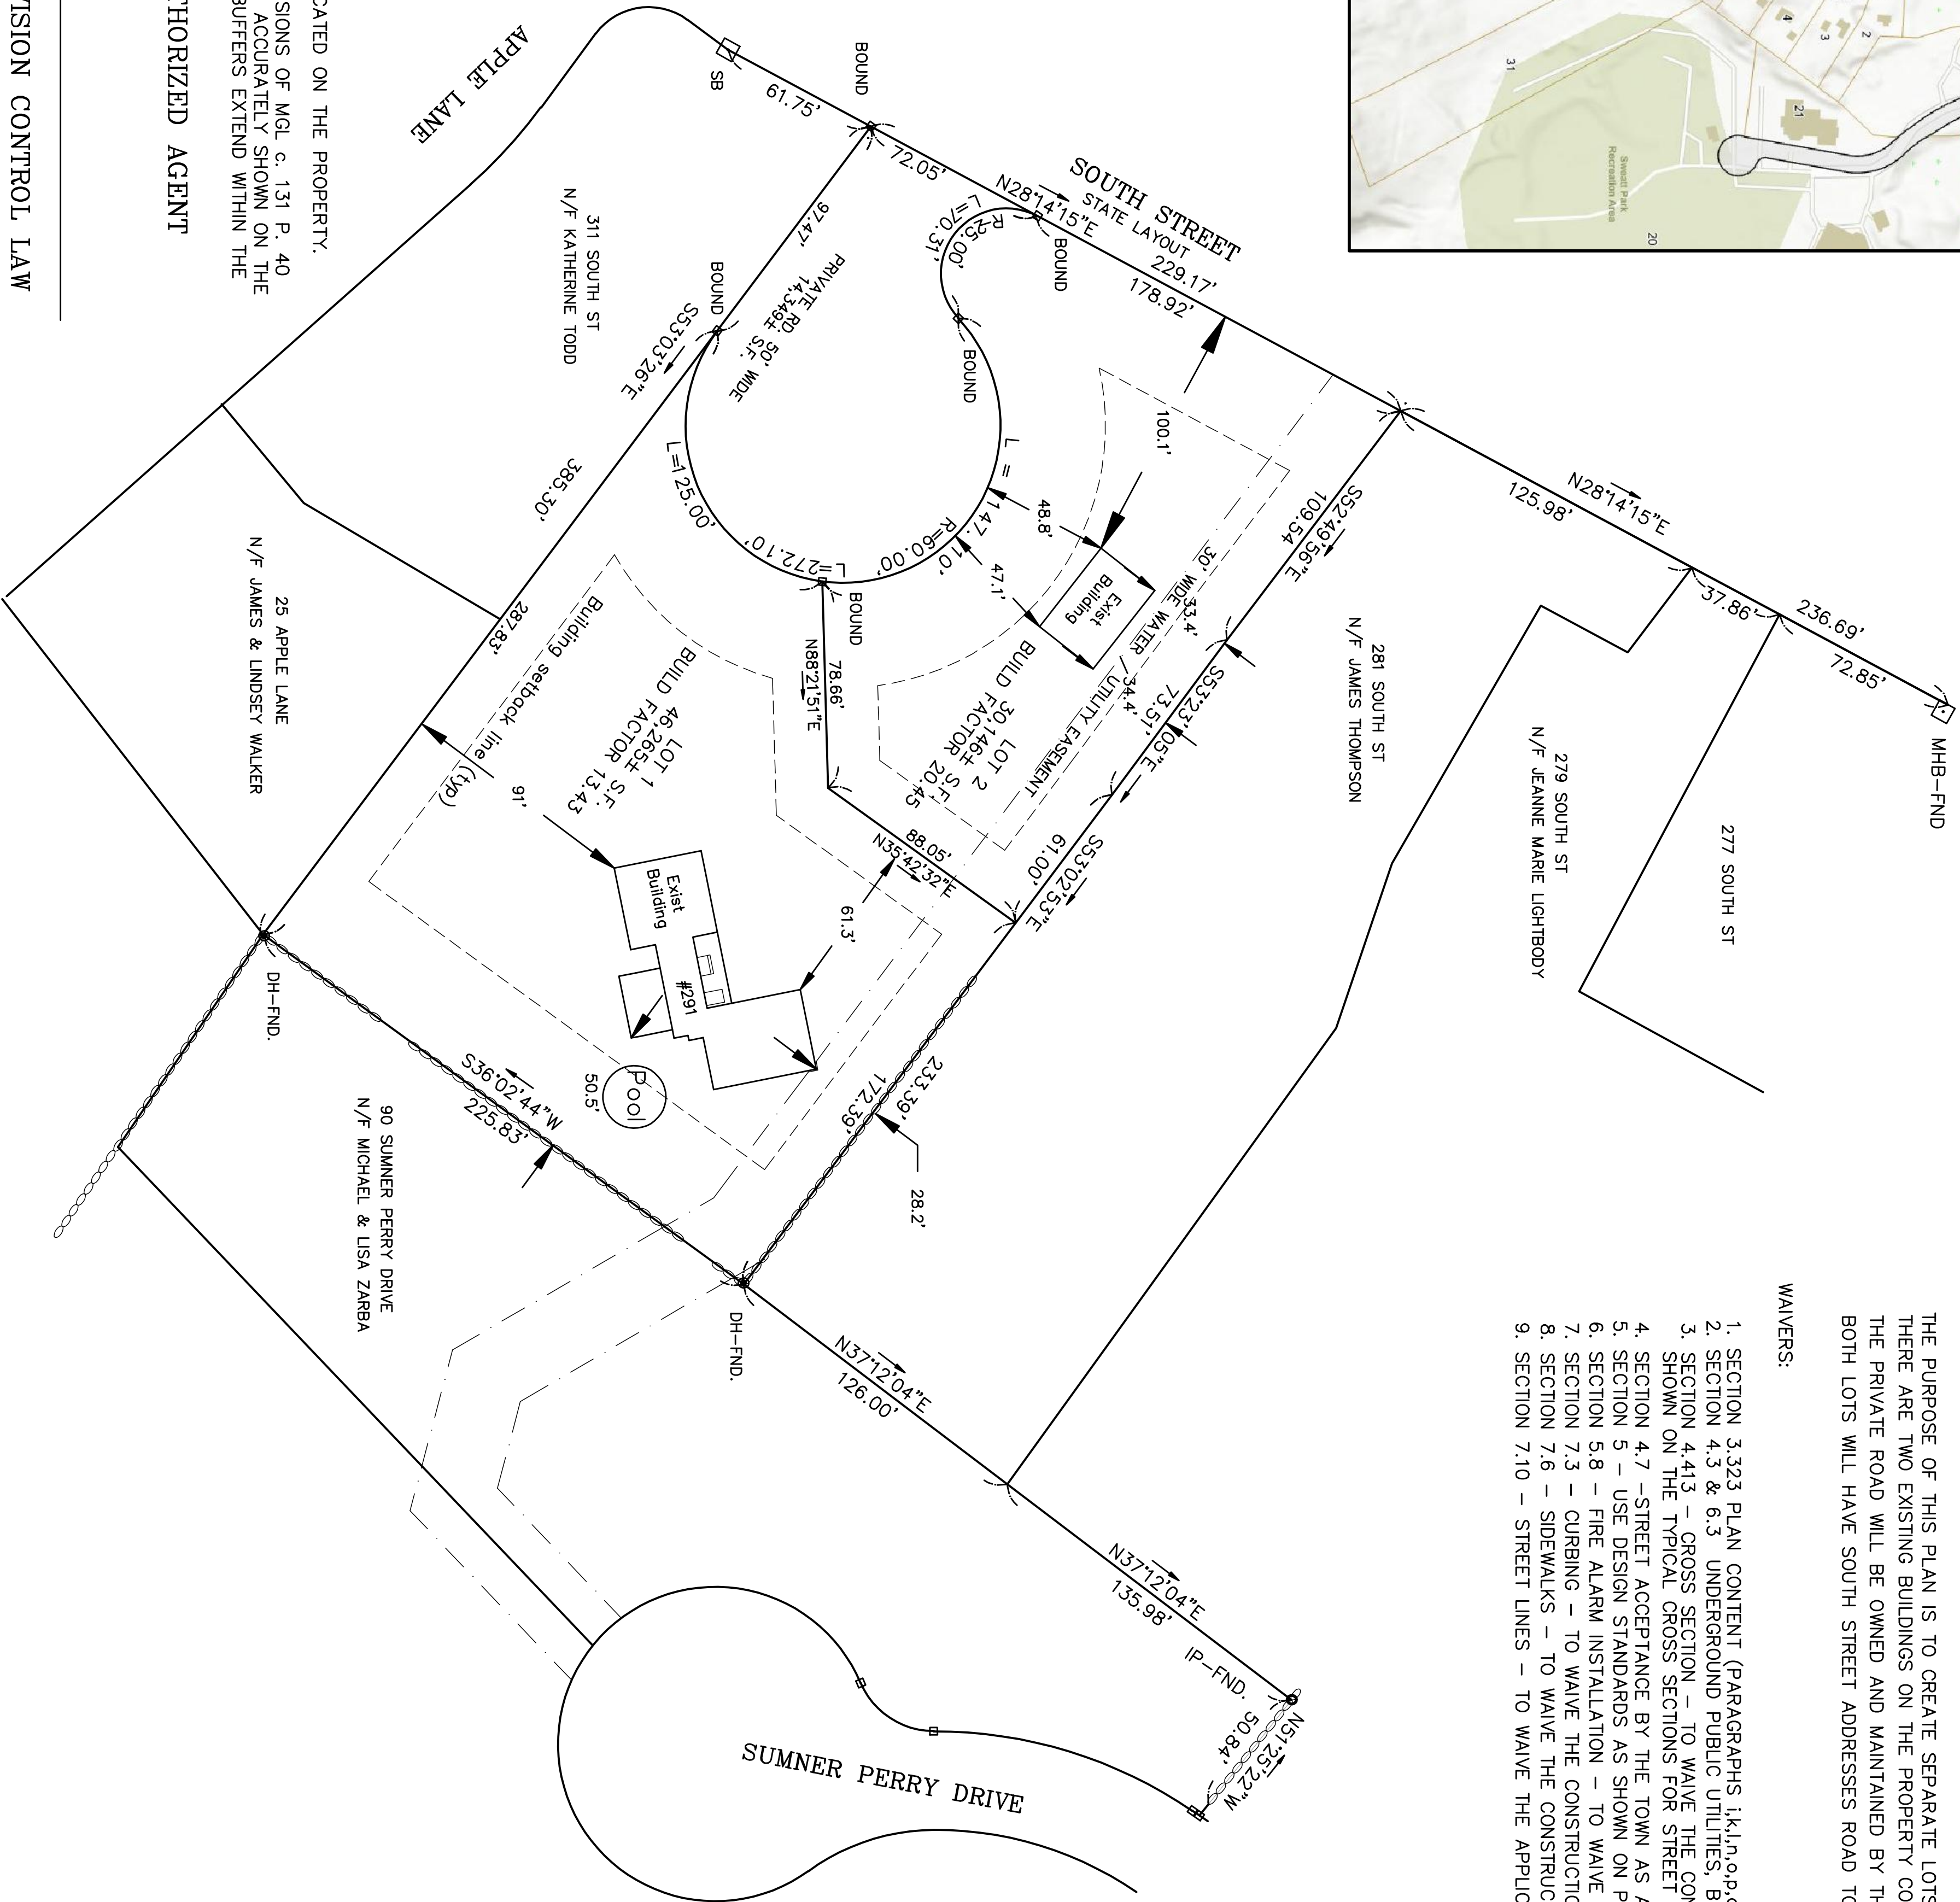 THE PURPOSE OF THIS PLAN IS TO CREATE SEPARATE LOTS
THERE ARE TWO EXISTING BUILDINGS ON THE PROPERTY CO
THE PRIVATE ROAD WILL BE OWNED AND MAINTAINED BY TH
BOTH LOTS WILL HAVE SOUTH STREET ADDRESSES ROAD TO
WAIVERS:
1. SECTION 3.323 PLAN CONTENT (PARAGRAPHS i,k,l,n,o,p,
2. SECTION 4.3 & 6.3 UNDERGROUND PUBLIC UTILITIES, B
3. SECTION 4.413 – CROSS SECTION – TO WAIVE THE CON
SHOWN ON THE TYPICAL CROSS SECTIONS FOR STREET
4. SECTION 4.7 –STREET ACCEPTANCE BY THE TOWN AS A
5. SECTION 5 – USE DESIGN STANDARDS AS SHOWN ON P
6. SECTION 5.8 – FIRE ALARM INSTALLATION – TO WAIVE
7. SECTION 7.3 – CURBING – TO WAIVE THE CONSTRUCTIO
8. SECTION 7.6 – SIDEWALKS – TO WAIVE THE CONSTRUC
9. SECTION 7.10 – STREET LINES – TO WAIVE THE APPLIC
2
3
4
21
31
20
Sweatt Park
Recreation Area
MHB–FND
236.69'
72.85'
37.86'
N28°14'15"E
125.98'
277 SOUTH ST
279 SOUTH ST
N/F JEANNE MARIE LIGHTBODY
281 SOUTH ST
N/F JAMES THOMPSON
SOUTH STREET
STATE LAYOUT
N28°14'15"E
229.17'
178.92'
72.05'
61.75'
SB
BOUND
BOUND
BOUND
BOUND
BOUND
APPLE LANE
R=25.00'
L=70.31'
97.47'
PRIVATE RD. 50' WIDE
14,349± S.F.
S53°03'26"E
385.30'
287.83'
L=125.00'
L=272.10'
R=60.00'
L = 147.10'
100.1'
48.8'
47.1'
33.4'
34.4'
Exist
Building
30' WIDE WATER / UTILITY EASEMENT
S52°49'56"E
109.54
S53°23'05"E
73.51'
S53°02'53"E
61.00'
LOT 2
30,146± S.F.
BUILD FACTOR 20.45
78.66'
N88°21'51"E
88.05'
N35°42'32"E
LOT 1
46,265± S.F.
BUILD FACTOR 13.43
Building setback line (typ)
91'
61.3'
Exist
Building
#291
Pool
50.5'
233.39'
172.39'
28.2'
311 SOUTH ST
N/F KATHERINE TODD
25 APPLE LANE
N/F JAMES & LINDSEY WALKER
DH–FND.
S36°02'44"W
225.83'
90 SUMNER PERRY DRIVE
N/F MICHAEL & LISA ZARBA
DH–FND.
N37°12'04"E
126.00'
N37°12'04"E
135.98'
IP–FND.
N51°25'22"W
50.84'
SUMNER PERRY DRIVE
CATED ON THE PROPERTY.
SIONS OF MGL c. 131 P. 40
ACCURATELY SHOWN ON THE
BUFFERS EXTEND WITHIN THE
THORIZED AGENT
VISION CONTROL LAW